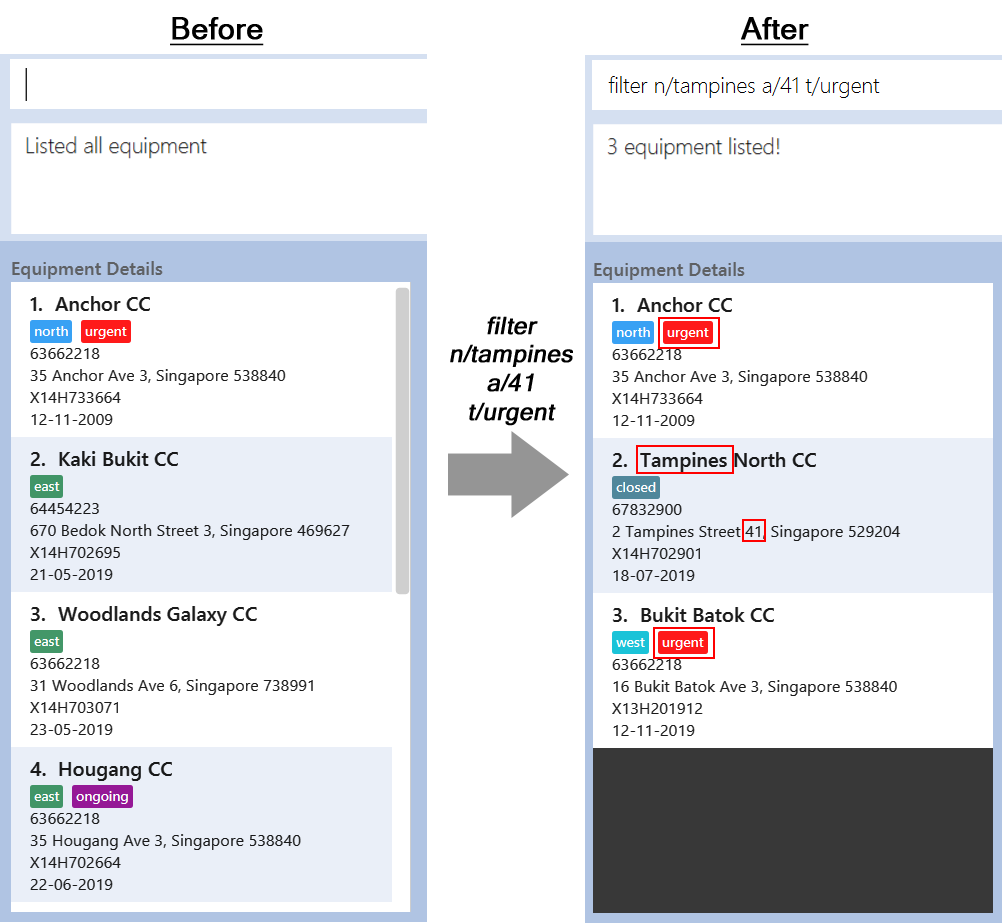 Before
Listed all equipment
Equipment Details
1. Anchor CC
north urgent
63662218
35 Anchor Ave 3, Singapore 538840
X14H733664
12-11-2009
2. Kaki Bukit CC
east
64454223
670 Bedok North Street 3, Singapore 469627
X14H702695
21-05-2019
3. Woodlands Galaxy CC
east
63662218
31 Woodlands Ave 6, Singapore 738991
X14H703071
23-05-2019
4. Hougang CC
east ongoing
63662218
35 Hougang Ave 3, Singapore 538840
X14H702664
22-06-2019
filter
n/tampines
a/41
t/urgent
After
filter n/tampines a/41 t/urgent
3 equipment listed!
Equipment Details
1. Anchor CC
north urgent
63662218
35 Anchor Ave 3, Singapore 538840
X14H733664
12-11-2009
2. Tampines North CC
closed
67832900
2 Tampines Street 41, Singapore 529204
X14H702901
18-07-2019
3. Bukit Batok CC
west urgent
63662218
16 Bukit Batok Ave 3, Singapore 538840
X13H201912
12-11-2019